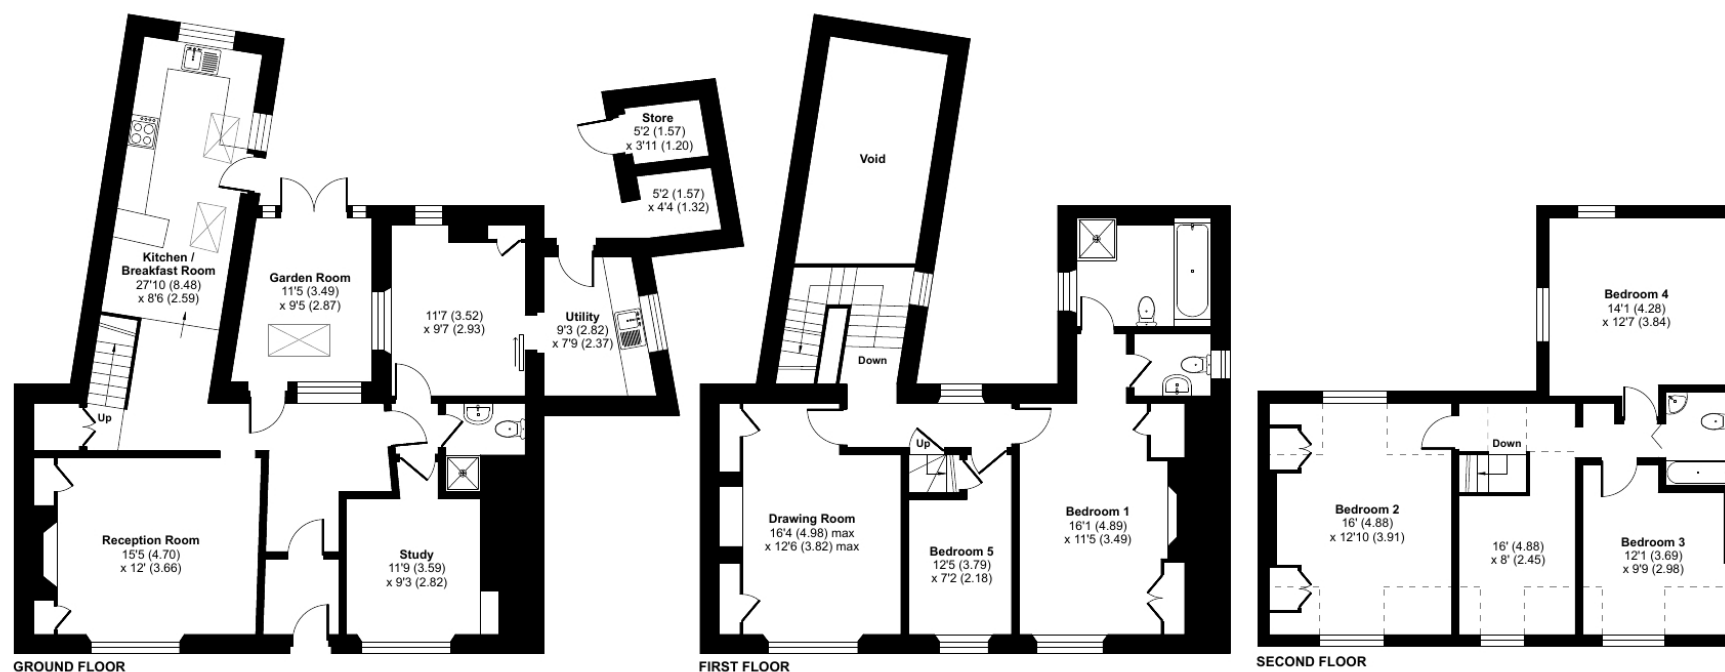 Kitchen /
Breakfast Room
27'10 (8.48)
x 8'6 (2.59)
Up
Garden Room
11'5 (3.49)
x 9'5 (2.87)
11'7 (3.52)
x 9'7 (2.93)
Utility
9'3 (2.82)
x 7'9 (2.37)
Store
5'2 (1.57)
x 3'11 (1.20)
5'2 (1.57)
x 4'4 (1.32)
Reception Room
15'5 (4.70)
x 12' (3.66)
Study
11'9 (3.59)
x 9'3 (2.82)
GROUND FLOOR
Void
Down
Up
Drawing Room
16'4 (4.98) max
x 12'6 (3.82) max
Bedroom 5
12'5 (3.79)
x 7'2 (2.18)
Bedroom 1
16'1 (4.89)
x 11'5 (3.49)
FIRST FLOOR
Bedroom 4
14'1 (4.28)
x 12'7 (3.84)
Down
Bedroom 2
16' (4.88)
x 12'10 (3.91)
16' (4.88)
x 8' (2.45)
Bedroom 3
12'1 (3.69)
x 9'9 (2.98)
SECOND FLOOR